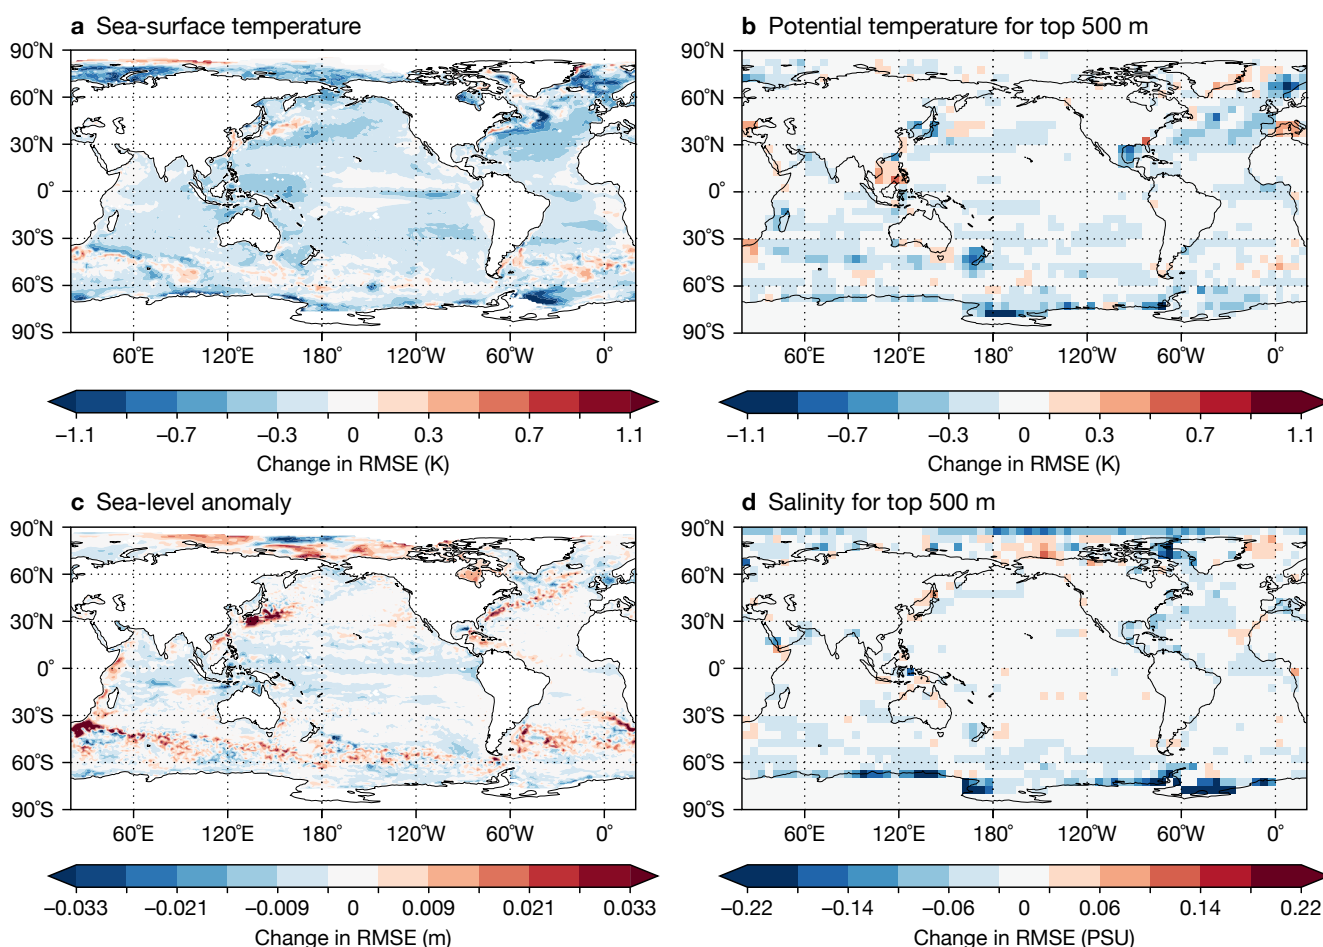 a Sea-surface temperature
90°N
60°N
30°N
0°
30°S
60°S
90°S
60°E 120°E 180° 120°W 60°W 0°
−1.1 −0.7 −0.3 0 0.3 0.7 1.1
Change in RMSE (K)
b Potential temperature for top 500 m
90°N
60°N
30°N
0°
30°S
60°S
90°S
60°E 120°E 180° 120°W 60°W 0°
−1.1 −0.7 −0.3 0 0.3 0.7 1.1
Change in RMSE (K)
c Sea-level anomaly
90°N
60°N
30°N
0°
30°S
60°S
90°S
60°E 120°E 180° 120°W 60°W 0°
−0.033 −0.021 −0.009 0 0.009 0.021 0.033
Change in RMSE (m)
d Salinity for top 500 m
90°N
60°N
30°N
0°
30°S
60°S
90°S
60°E 120°E 180° 120°W 60°W 0°
−0.22 −0.14 −0.06 0 0.06 0.14 0.22
Change in RMSE (PSU)